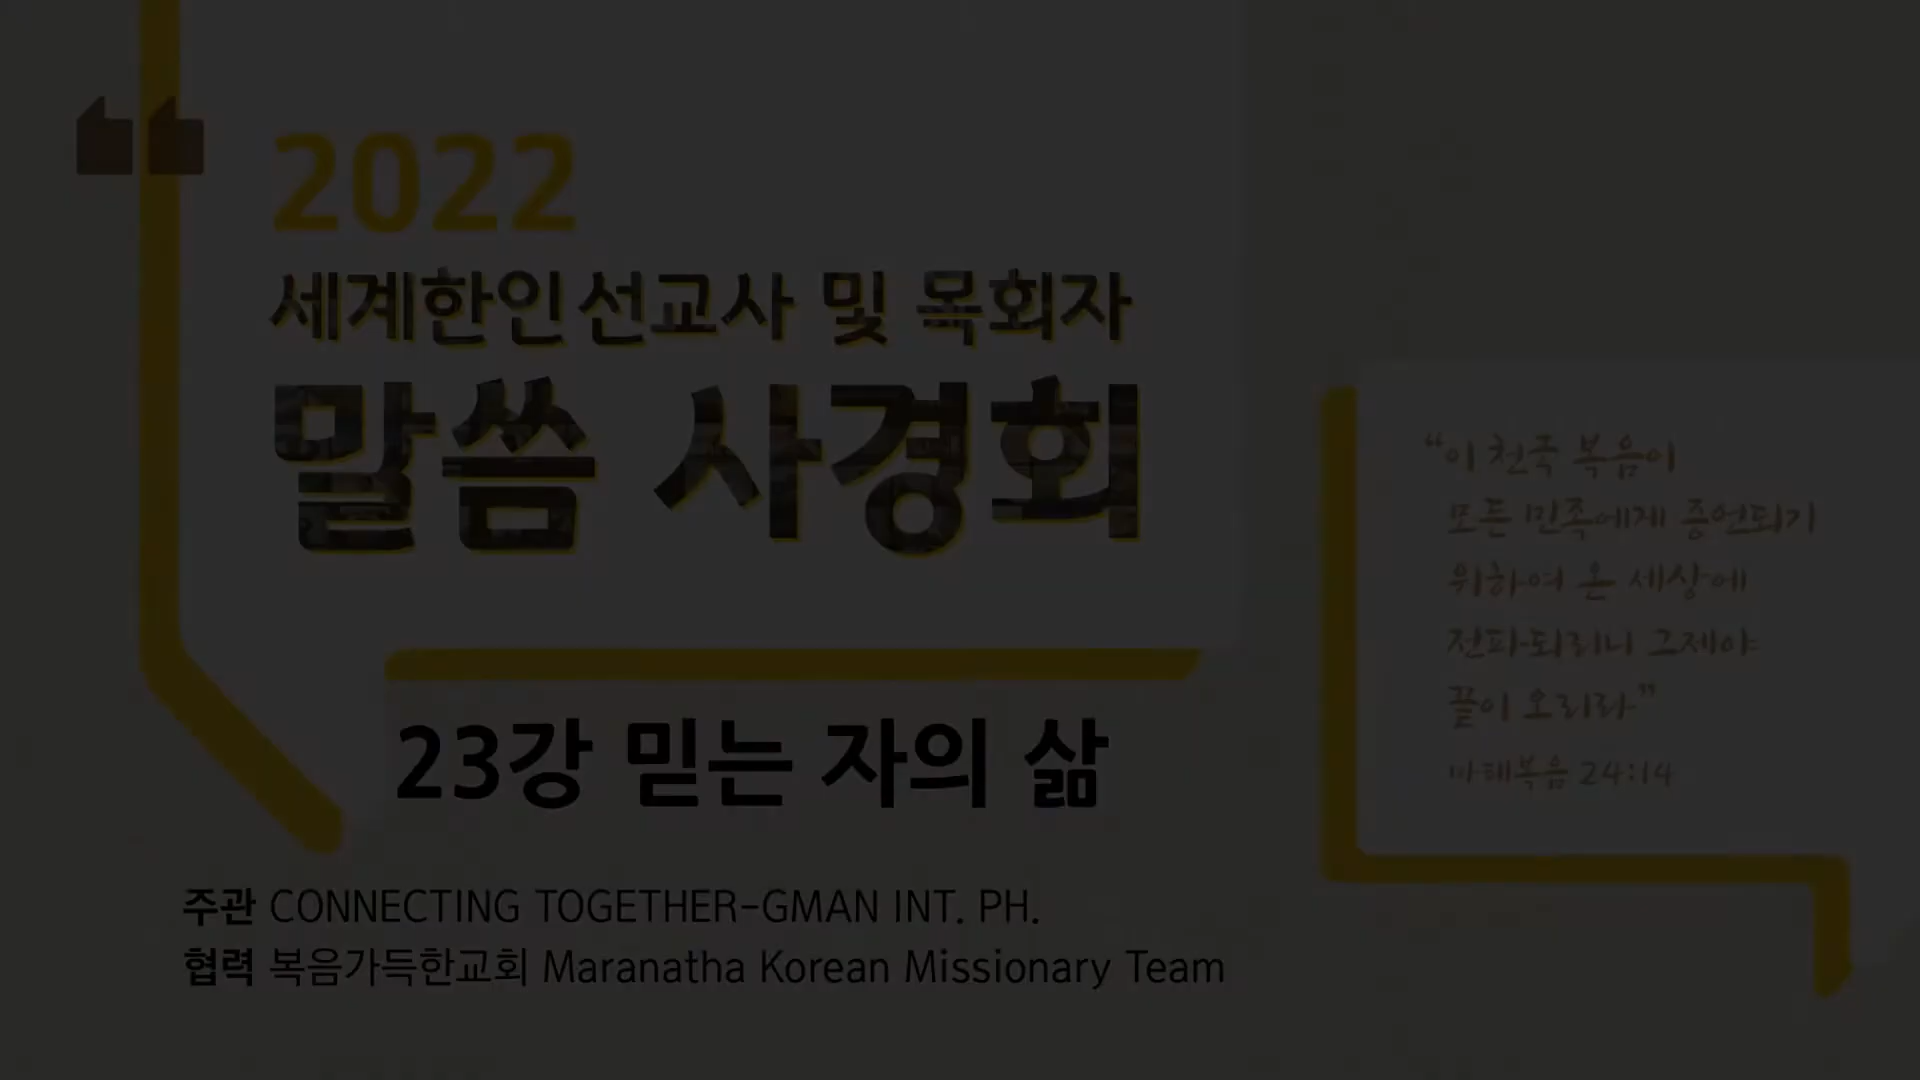 2022
세계한인선교사 및 목회자
말씀 사경회
23강 믿는 자의 삶
주관 CONNECTING TOGETHER-GMAN INT. PH.
협력 복음가득한교회 Maranatha Korean Missionary Team
“이 천국 복음이
모든 민족에게 증언되기
위하여 온 세상에
전파되리니 그제야
끝이 오리라”
마태복음 24:14